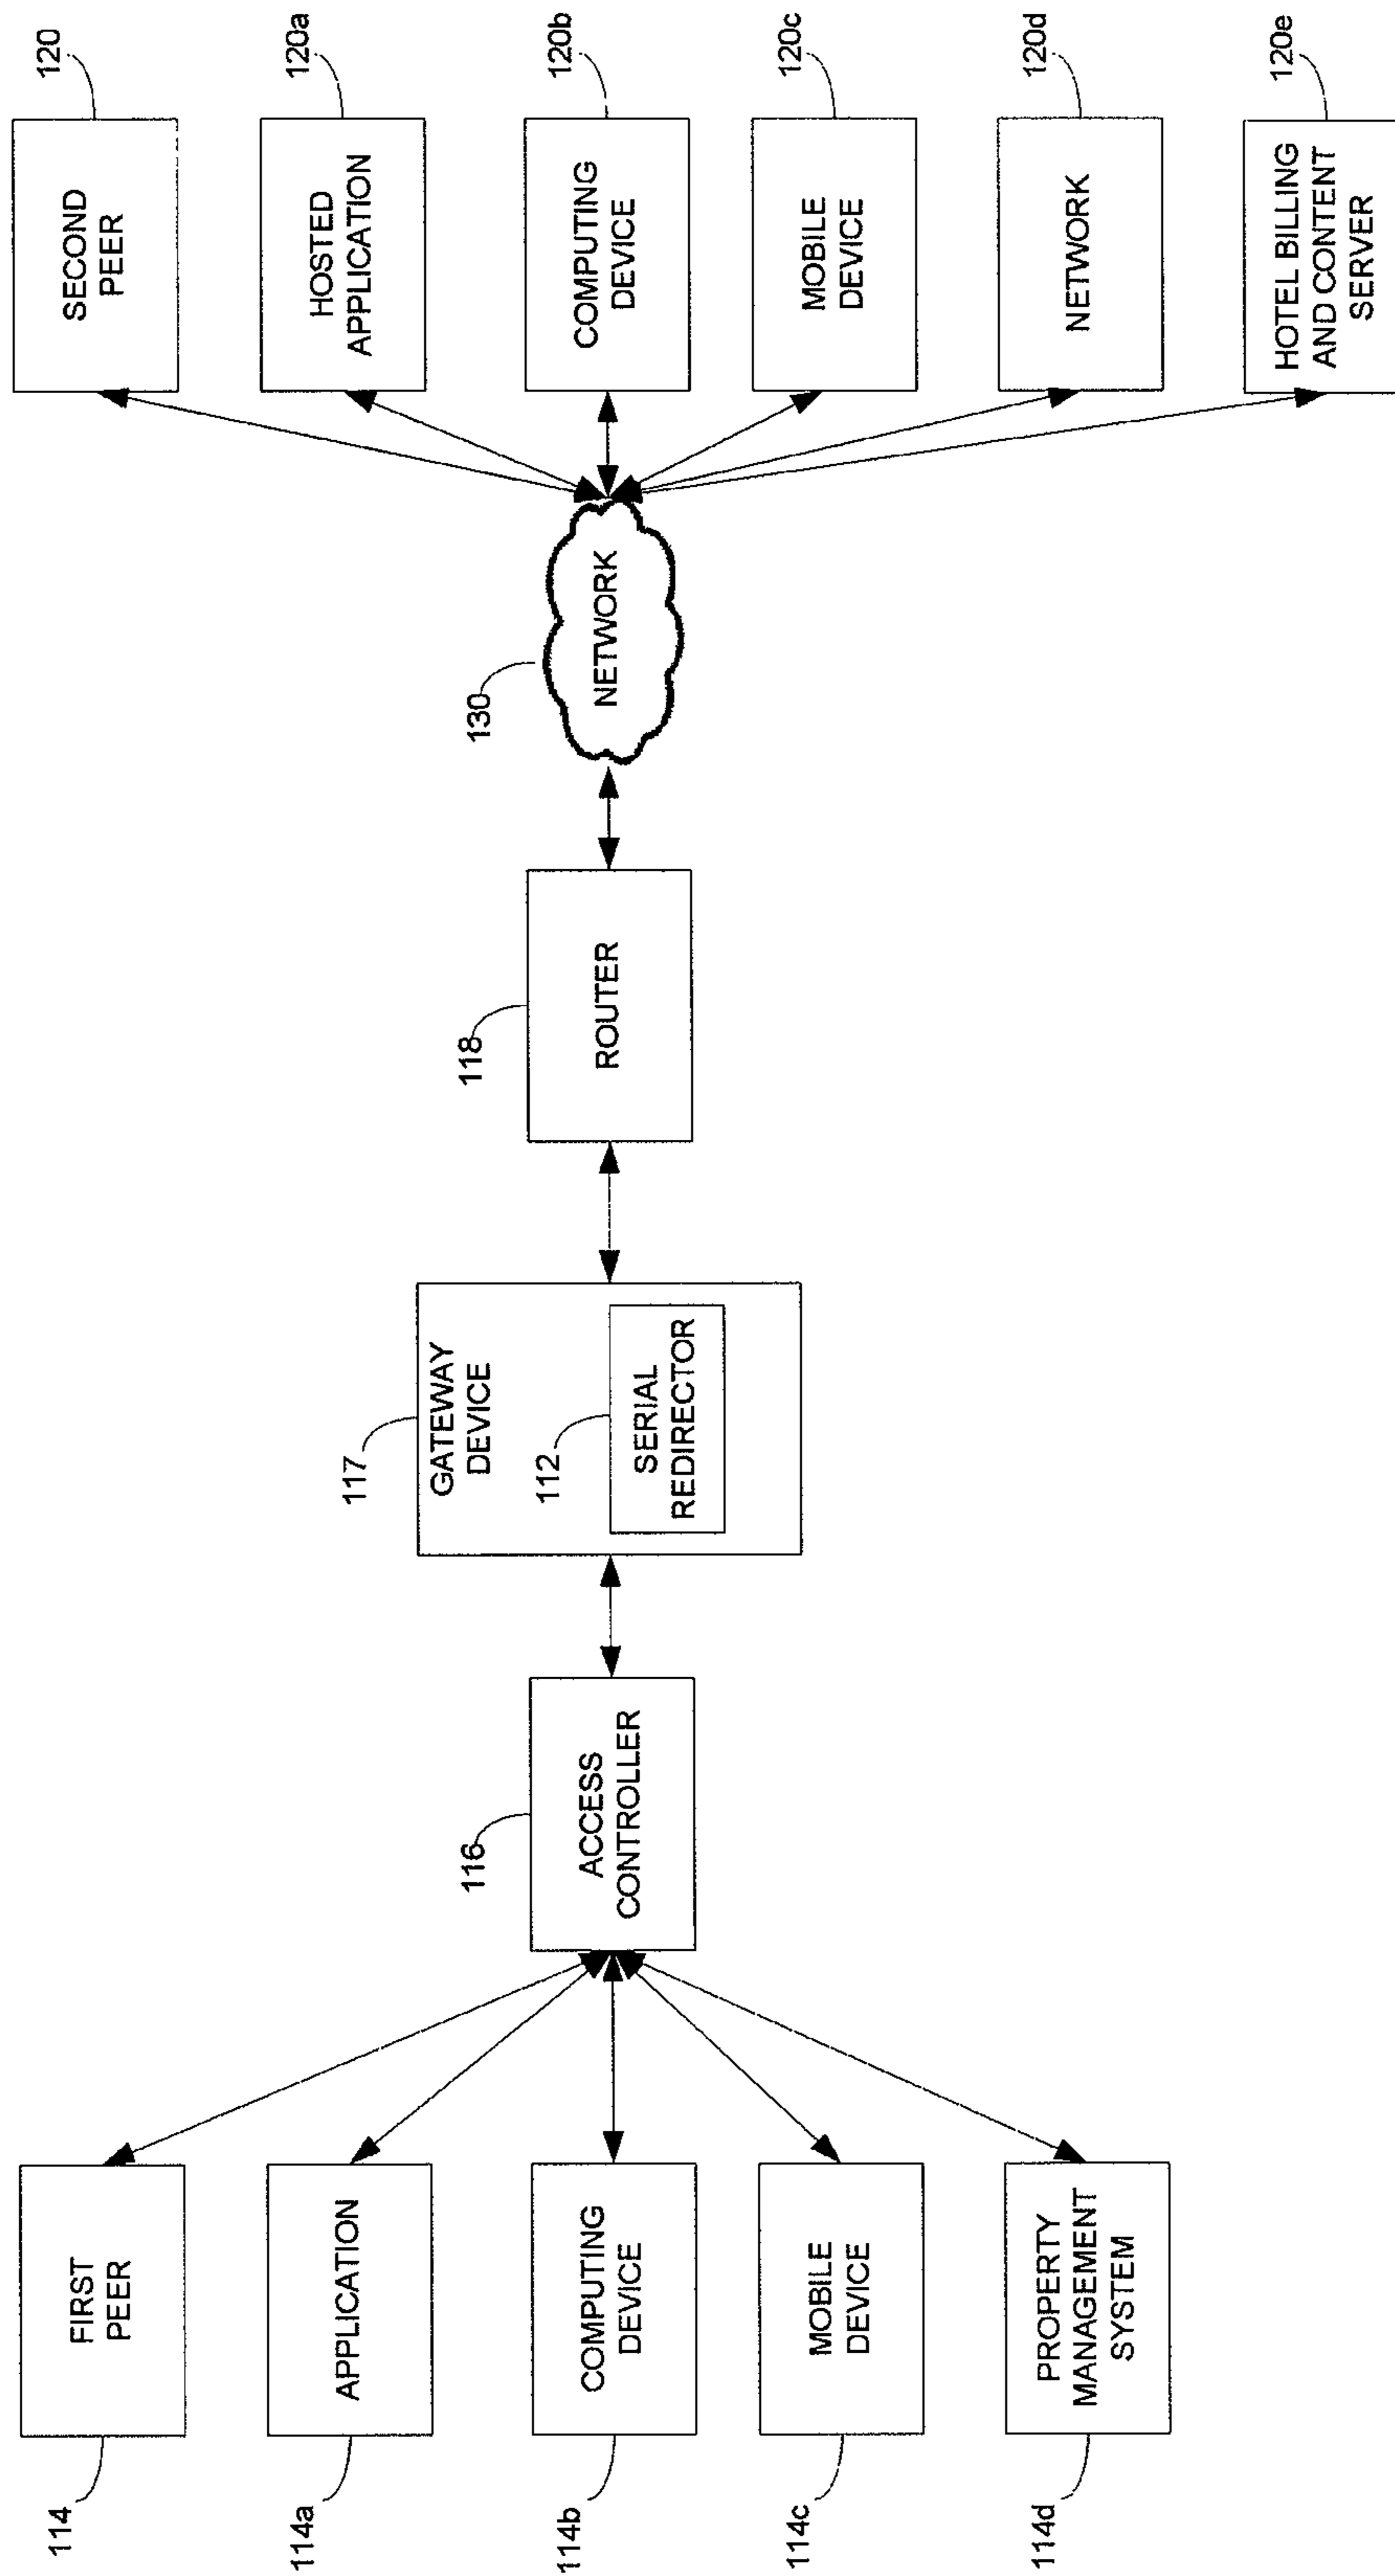 114
FIRST
PEER
114a
APPLICATION
114b
COMPUTING
DEVICE
114c
MOBILE
DEVICE
114d
PROPERTY
MANAGEMENT
SYSTEM
116
ACCESS
CONTROLLER
117
GATEWAY
DEVICE
112
SERIAL
REDIRECTOR
118
ROUTER
130
NETWORK
120
SECOND
PEER
120a
HOSTED
APPLICATION
120b
COMPUTING
DEVICE
120c
MOBILE
DEVICE
120d
NETWORK
120e
HOTEL BILLING
AND CONTENT
SERVER